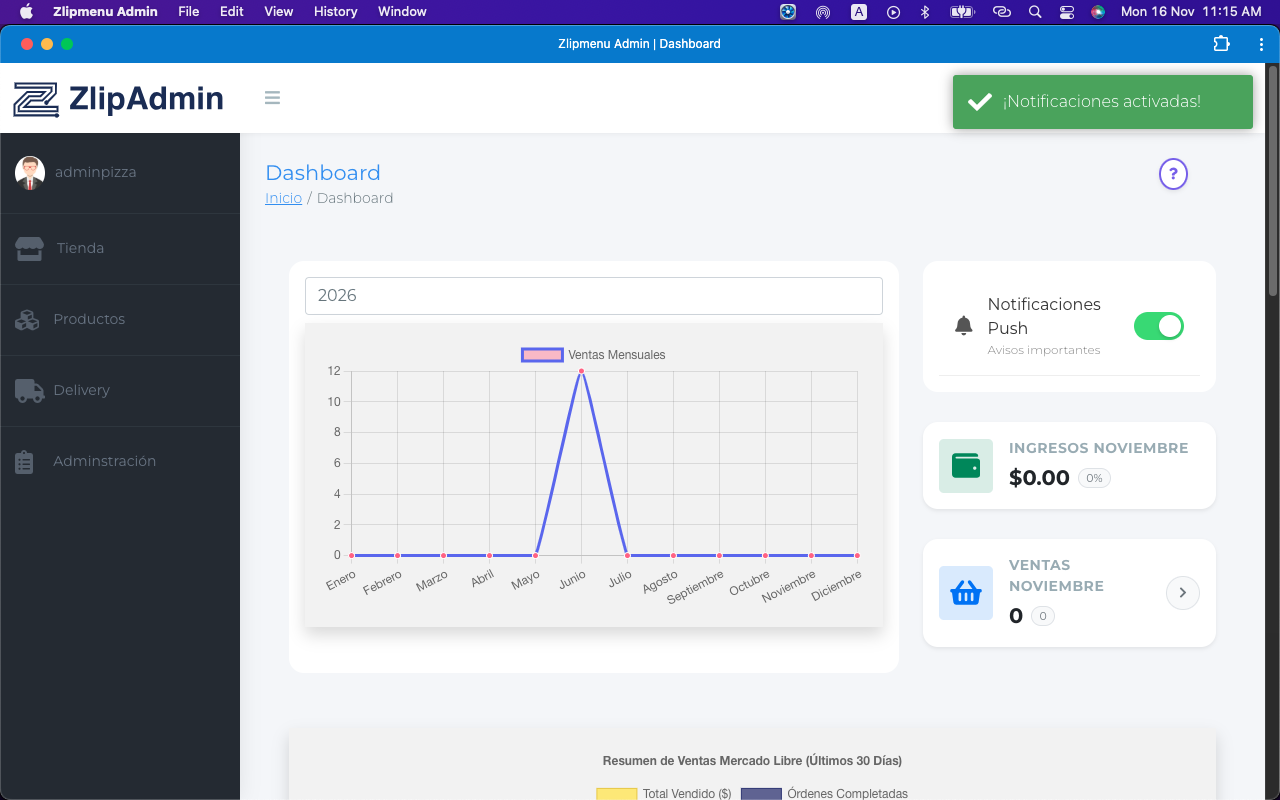 Zlipmenu Admin File Edit View History Window A Mon 16 Nov 11:15 AM
Zlipmenu Admin | Dashboard
ZlipAdmin
¡Notificaciones activadas!
adminpizza
Tienda
Productos
Delivery
Adminstración
Dashboard
Inicio / Dashboard
?
2026
Ventas Mensuales
12
10
8
6
4
2
0
Enero Febrero Marzo Abril Mayo Junio Julio Agosto Septiembre Octubre Noviembre Diciembre
Notificaciones
Push
Avisos importantes
INGRESOS NOVIEMBRE
$0.00 0%
VENTAS
NOVIEMBRE
0 0
Resumen de Ventas Mercado Libre (Últimos 30 Días)
Total Vendido ($) Órdenes Completadas